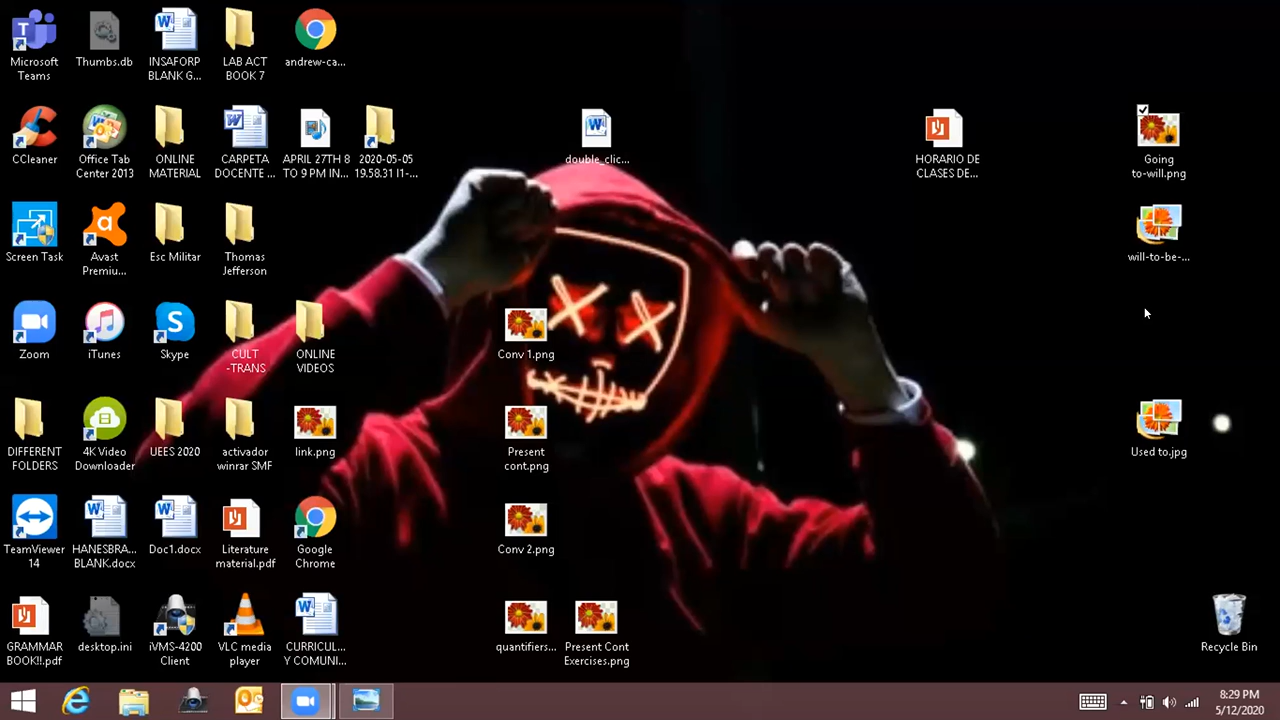 Microsoft
Teams
Thumbs.db
INSAFORP
BLANK G...
LAB ACT
BOOK 7
andrew-ca...
CCleaner
Office Tab
Center 2013
ONLINE
MATERIAL
CARPETA
DOCENTE ...
APRIL 27TH 8
TO 9 PM IN...
2020-05-05
19.58.31 I1-...
double_clic...
HORARIO DE
CLASES DE...
Going
to-will.png
Screen Task
Avast
Premiu...
Esc Militar
Thomas
Jefferson
will-to-be-...
Zoom
iTunes
Skype
CULT
-TRANS
ONLINE
VIDEOS
Conv 1.png
DIFFERENT
FOLDERS
4K Video
Downloader
UEES 2020
activador
winrar SMF
link.png
Present
cont.png
Used to.jpg
TeamViewer
14
HANESBRA...
BLANK.docx
Doc1.docx
Literature
material.pdf
Google
Chrome
Conv 2.png
GRAMMAR
BOOK!!.pdf
desktop.ini
iVMS-4200
Client
VLC media
player
CURRICUL...
Y COMUNI...
quantifiers...
Present Cont
Exercises.png
Recycle Bin
8:29 PM
5/12/2020